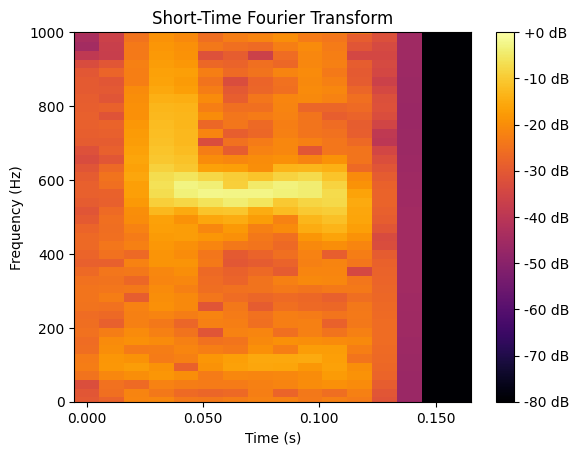 Short-Time Fourier Transform
Frequency (Hz)
1000
800
600
400
200
0
0.000
0.050
0.100
0.150
Time (s)
+0 dB
-10 dB
-20 dB
-30 dB
-40 dB
-50 dB
-60 dB
-70 dB
-80 dB